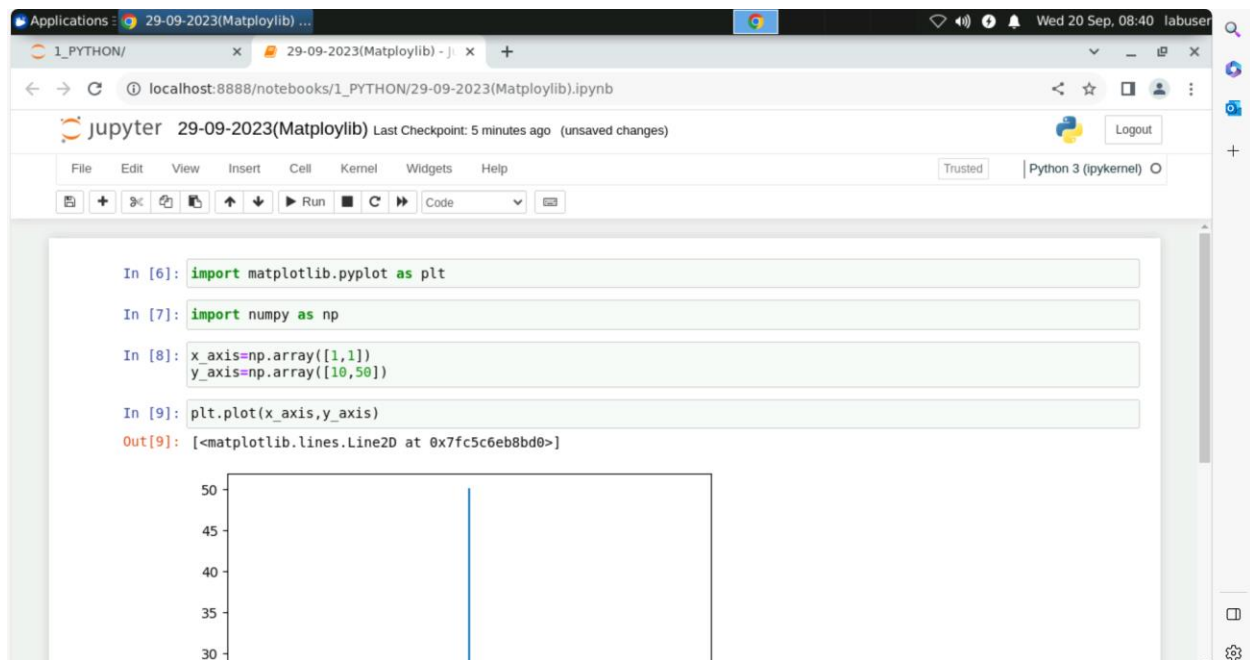 Applications
29-09-2023(Matploylib) ...
Wed 20 Sep, 08:40 labuser
1_PYTHON/
29-09-2023(Matploylib) - Ju
localhost:8888/notebooks/1_PYTHON/29-09-2023(Matploylib).ipynb
jupyter 29-09-2023(Matploylib) Last Checkpoint: 5 minutes ago (unsaved changes)
Logout
File Edit View Insert Cell Kernel Widgets Help
Trusted
Python 3 (ipykernel)
Run
Code
In [6]: import matplotlib.pyplot as plt
In [7]: import numpy as np
In [8]: x_axis=np.array([1,1])
y_axis=np.array([10,50])
In [9]: plt.plot(x_axis,y_axis)
Out[9]: [<matplotlib.lines.Line2D at 0x7fc5c6eb8bd0>]
50
45
40
35
30